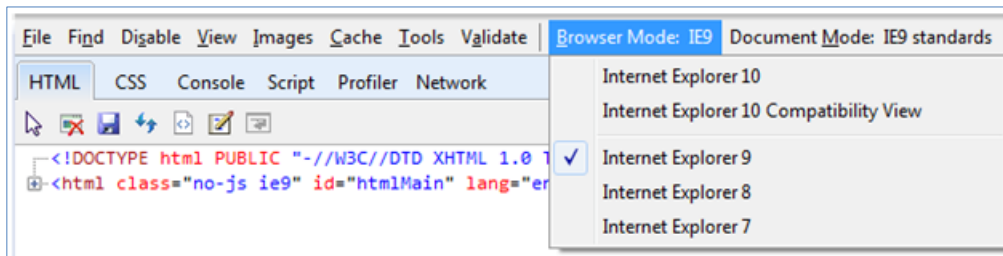 File Find Disable View Images Cache Tools Validate Browser Mode: IE9 Document Mode: IE9 standards
HTML CSS Console Script Profiler Network
Internet Explorer 10
Internet Explorer 10 Compatibility View
<!DOCTYPE html PUBLIC "-//W3C//DTD XHTML 1.0
<html class="no-js ie9" id="htmlMain" lang="en
Internet Explorer 9
Internet Explorer 8
Internet Explorer 7